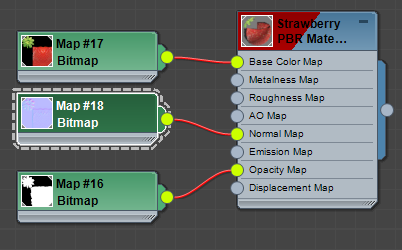 Map #17
Bitmap
Map #18
Bitmap
Map #16
Bitmap
Strawberry
PBR Mate...
Base Color Map
Metalness Map
Roughness Map
AO Map
Normal Map
Emission Map
Opacity Map
Displacement Map